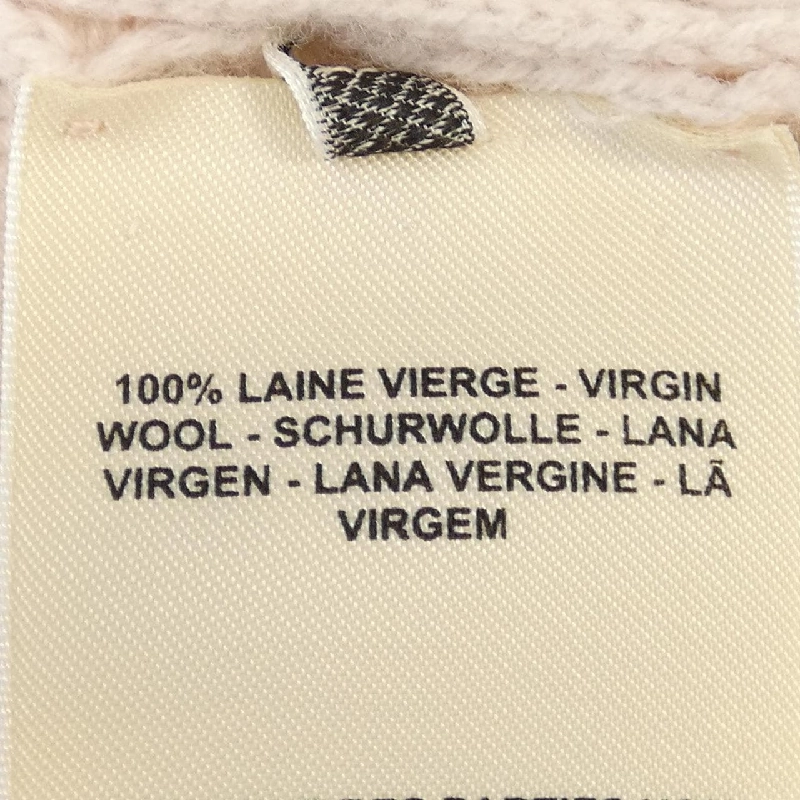 100% LAINE VIERGE - VIRGIN
WOOL - SCHURWOLLE - LANA
VIRGEN - LANA VERGINE - LÃ
VIRGEM